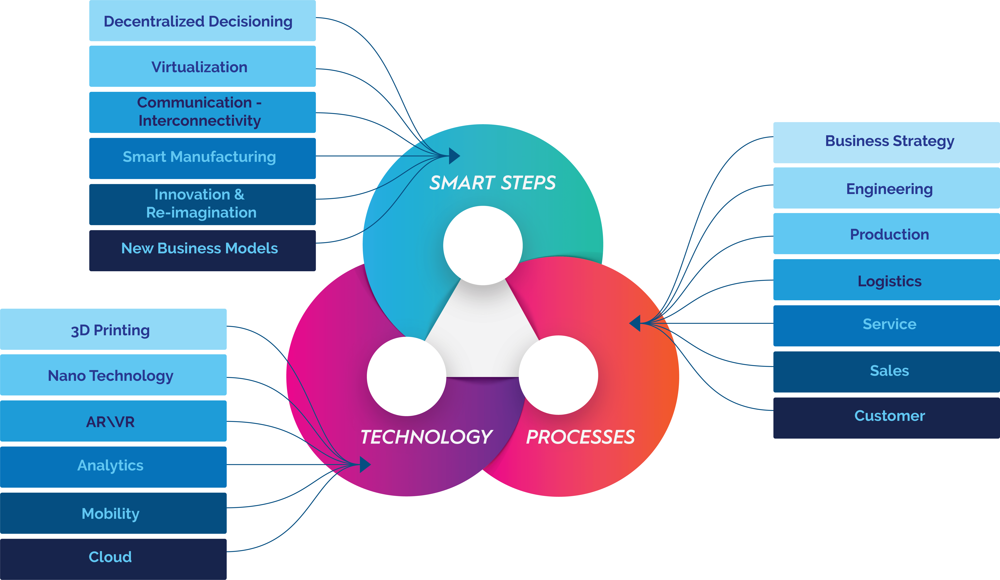 Decentralized Decisioning
Virtualization
Communication -
Interconnectivity
Smart Manufacturing
Innovation &
Re-imagination
New Business Models
SMART STEPS
Business Strategy
Engineering
Production
Logistics
Service
Sales
Customer
3D Printing
Nano Technology
AR\VR
Analytics
Mobility
Cloud
TECHNOLOGY
PROCESSES